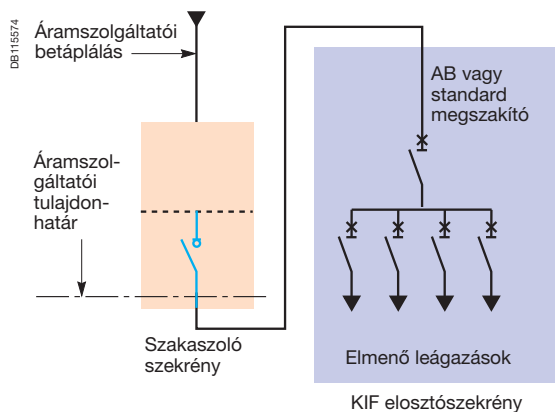 DB115574
Áramszolgáltatói
betáplálás
AB vagy
standard
megszakító
Áramszol-
gáltatói
tulajdon-
határ
Szakaszoló
szekrény
Elmenő leágazások
KIF elosztószekrény